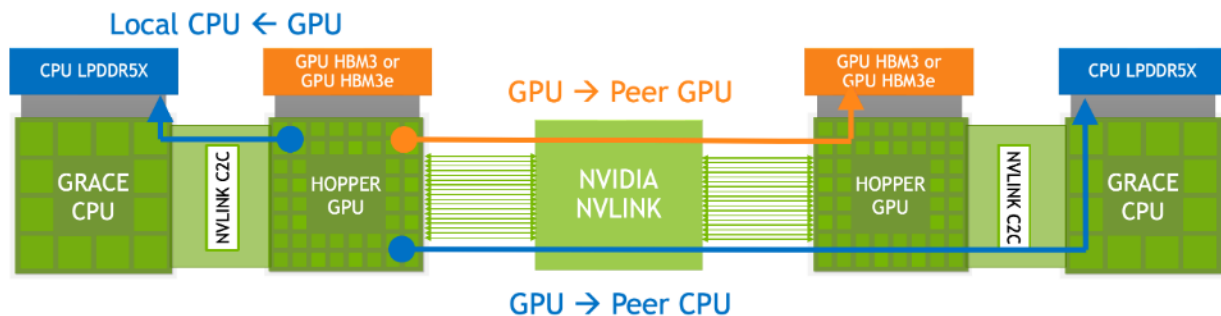 Local CPU ← GPU
CPU LPDDR5X
GPU HBM3 or
GPU HBM3e
GPU → Peer GPU
GPU HBM3 or
GPU HBM3e
CPU LPDDR5X
GRACE
CPU
NVLINK C2C
HOPPER
GPU
NVIDIA
NVLINK
HOPPER
GPU
NVLINK C2C
GRACE
CPU
GPU → Peer CPU